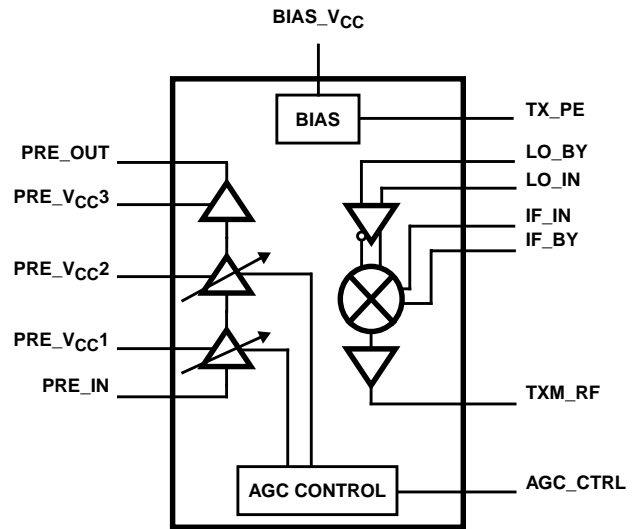 BIAS_VCC
BIAS
TX_PE
PRE_OUT
LO_BY
LO_IN
PRE_VCC3
IF_IN
IF_BY
PRE_VCC2
PRE_VCC1
PRE_IN
TXM_RF
AGC CONTROL
AGC_CTRL